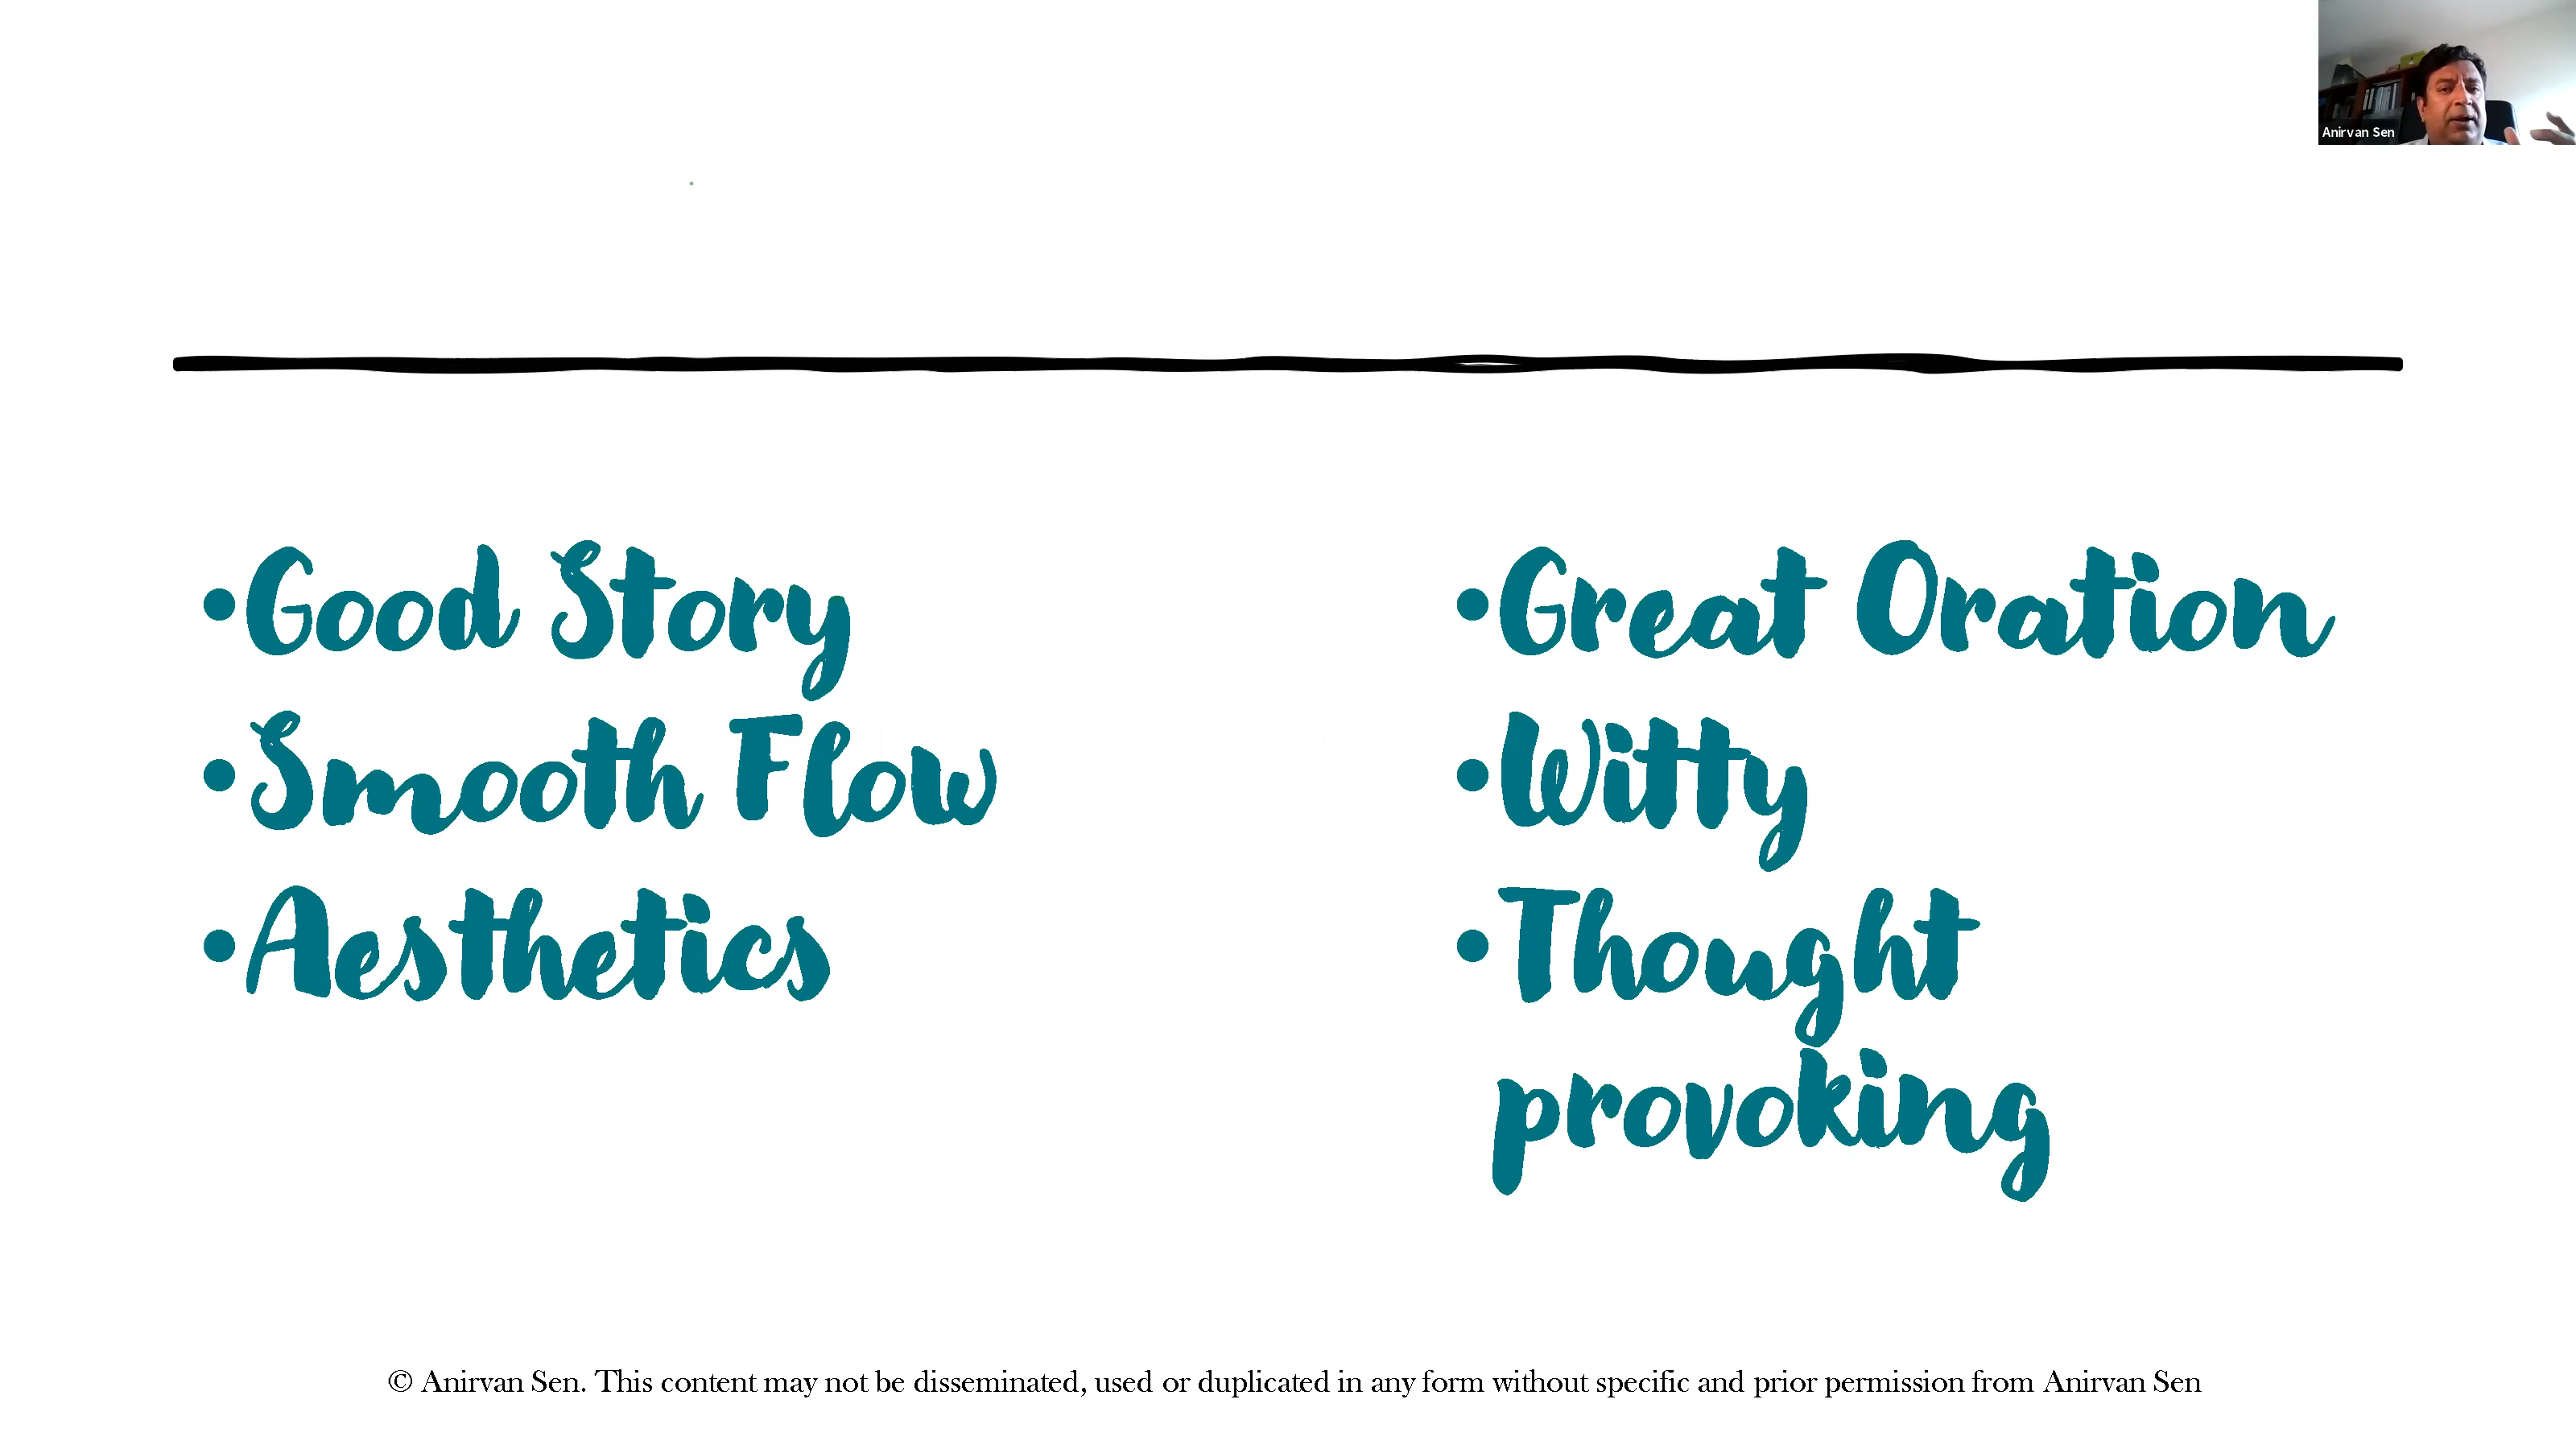 Anirvan Sen
•Good Story
•Smooth Flow
•Aesthetics
•Great Oration
•Witty
•Thought
provoking
© Anirvan Sen. This content may not be disseminated, used or duplicated in any form without specific and prior permission from Anirvan Sen